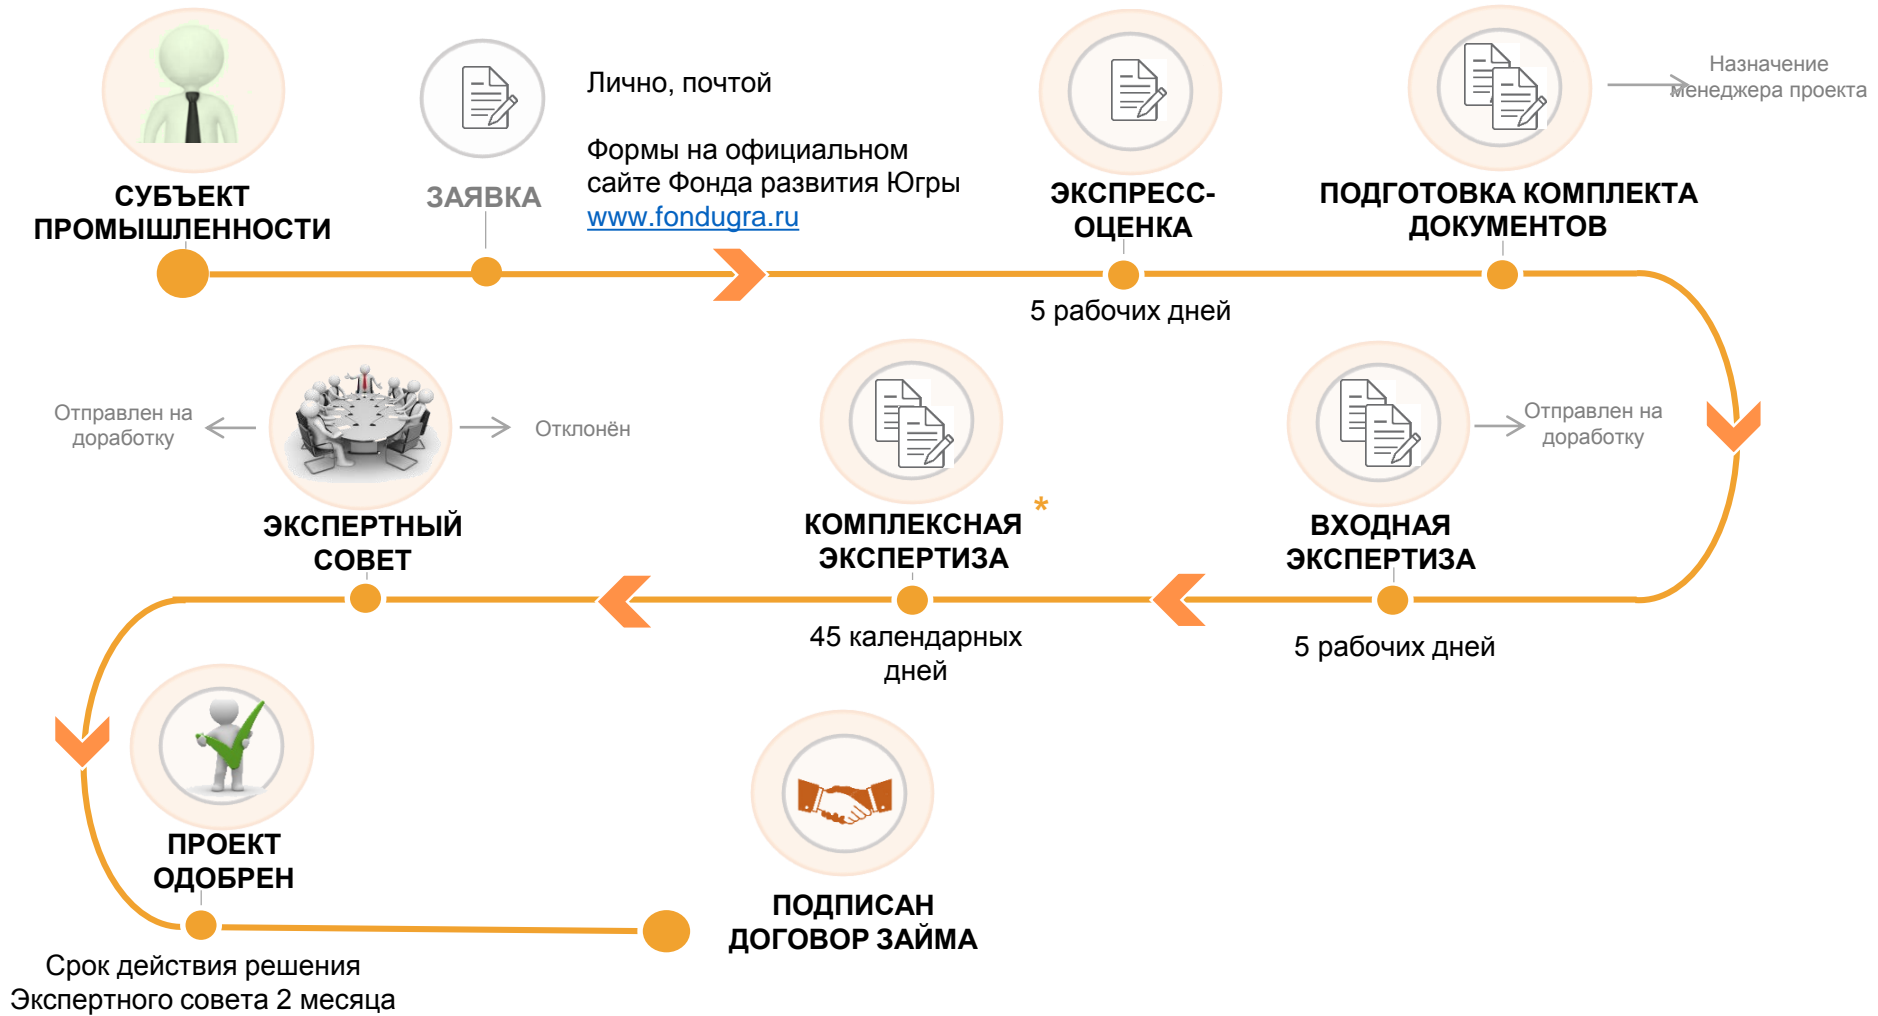 СУБЪЕКТ
ПРОМЫШЛЕННОСТИ
ЗАЯВКА
Лично, почтой
Формы на официальном
сайте Фонда развития Югры
www.fondugra.ru
ЭКСПРЕСС-
ОЦЕНКА
5 рабочих дней
ПОДГОТОВКА КОМПЛЕКТА
ДОКУМЕНТОВ
Назначение
менеджера проекта
Отправлен на
доработку
ВХОДНАЯ
ЭКСПЕРТИЗА
5 рабочих дней
КОМПЛЕКСНАЯ *
ЭКСПЕРТИЗА
45 календарных
дней
Отклонён
Отправлен на
доработку
ЭКСПЕРТНЫЙ
СОВЕТ
ПРОЕКТ
ОДОБРЕН
Срок действия решения
Экспертного совета 2 месяца
ПОДПИСАН
ДОГОВОР ЗАЙМА